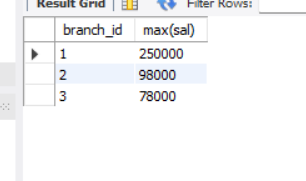 Result Grid Filter Rows:
branch_id max(sal)
1 250000
2 98000
3 78000